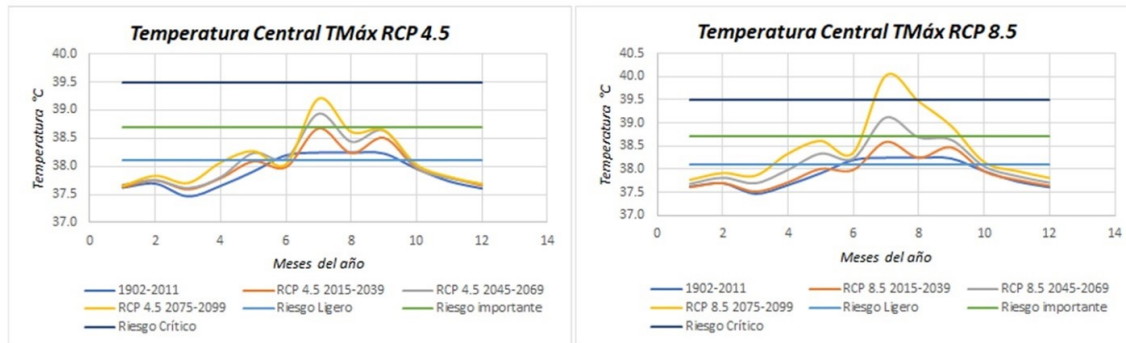 Temperatura Central TMáx RCP 4.5
40.0
39.5
39.0
38.5
38.0
37.5
37.0
Temperatura °C
0 2 4 6 8 10 12 14
Meses del año
1902-2011 RCP 4.5 2015-2039 RCP 4.5 2045-2069
RCP 4.5 2075-2099 Riesgo Ligero Riesgo importante
Riesgo Crítico
Temperatura Central TMáx RCP 8.5
40.5
40.0
39.5
39.0
38.5
38.0
37.5
37.0
Temperatura °C
0 2 4 6 8 10 12 14
Meses del año
1902-2011 RCP 8.5 2015-2039 RCP 8.5 2045-2069
RCP 8.5 2075-2099 Riesgo Ligero Riesgo importante
Riesgo Crítico